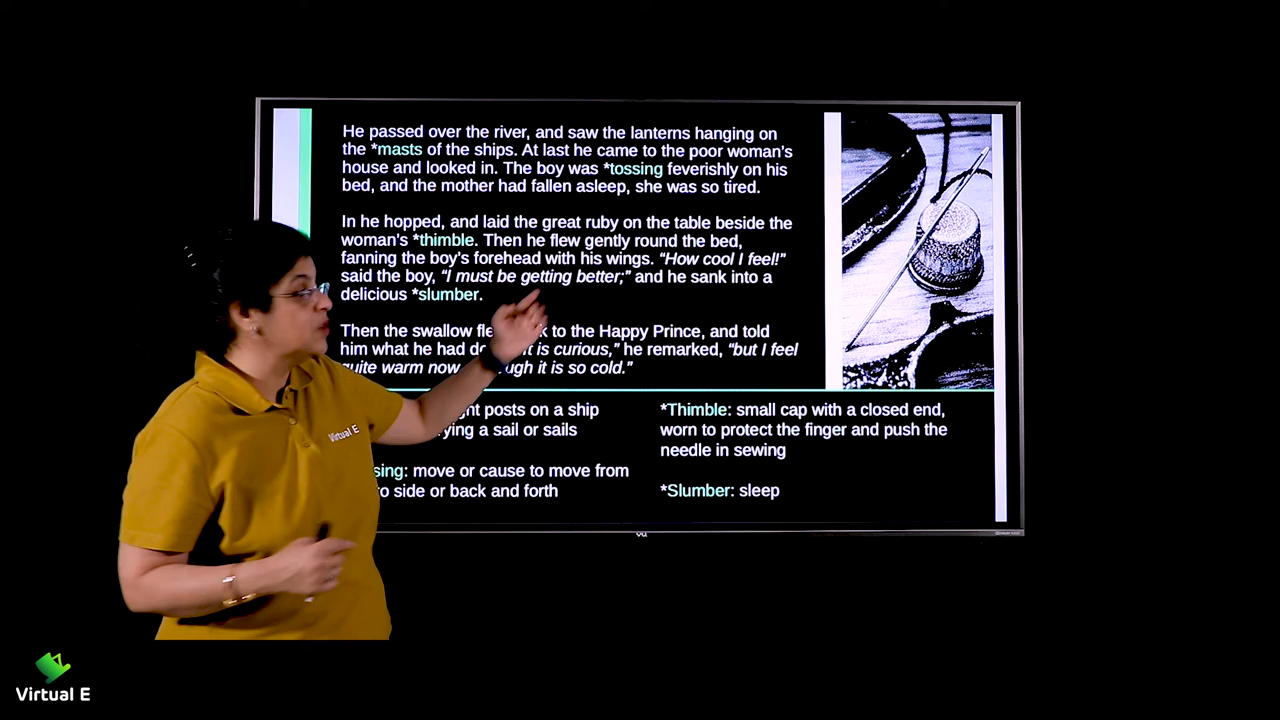 He passed over the river, and saw the lanterns hanging on
the *masts of the ships. At last he came to the poor woman's
house and looked in. The boy was *tossing feverishly on his
bed, and the mother had fallen asleep, she was so tired.
In he hopped, and laid the great ruby on the table beside the
woman's *thimble. Then he flew gently round the bed,
fanning the boy's forehead with his wings. "How cool I feel!"
said the boy, "I must be getting better;" and he sank into a
delicious *slumber.
Then the swallow to the Happy Prince, and told
him what he had is curious," he remarked, "but I feel
quite warm now it is so cold."
posts on a ship
a sail or sails
move or cause to move from
side or back and forth
*Thimble: small cap with a closed end,
worn to protect the finger and push the
needle in sewing
*Slumber: sleep
Virtual E
Virtual E